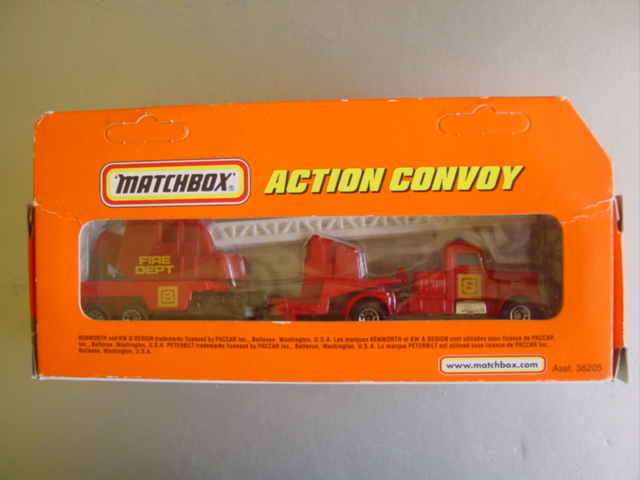 "MATCHBOX"®
ACTION CONVOY
FIRE
DEPT
8
8
KENWORTH and KW & DESIGN trademarks licensed by PACCAR Inc., Bellevue, Washington, U.S.A. Les marques KENWORTH et KW & DESIGN sont utilisées sous licence de PACCAR,
Inc., Bellevue, Washington, U.S.A. PETERBILT trademarks licensed by PACCAR Inc., Bellevue, Washington, U.S.A. La marque PETERBILT est utilisée sous licence de PACCAR Inc.,
Bellevue, Washington, U.S.A.
www.matchbox.com
Asst. 38205